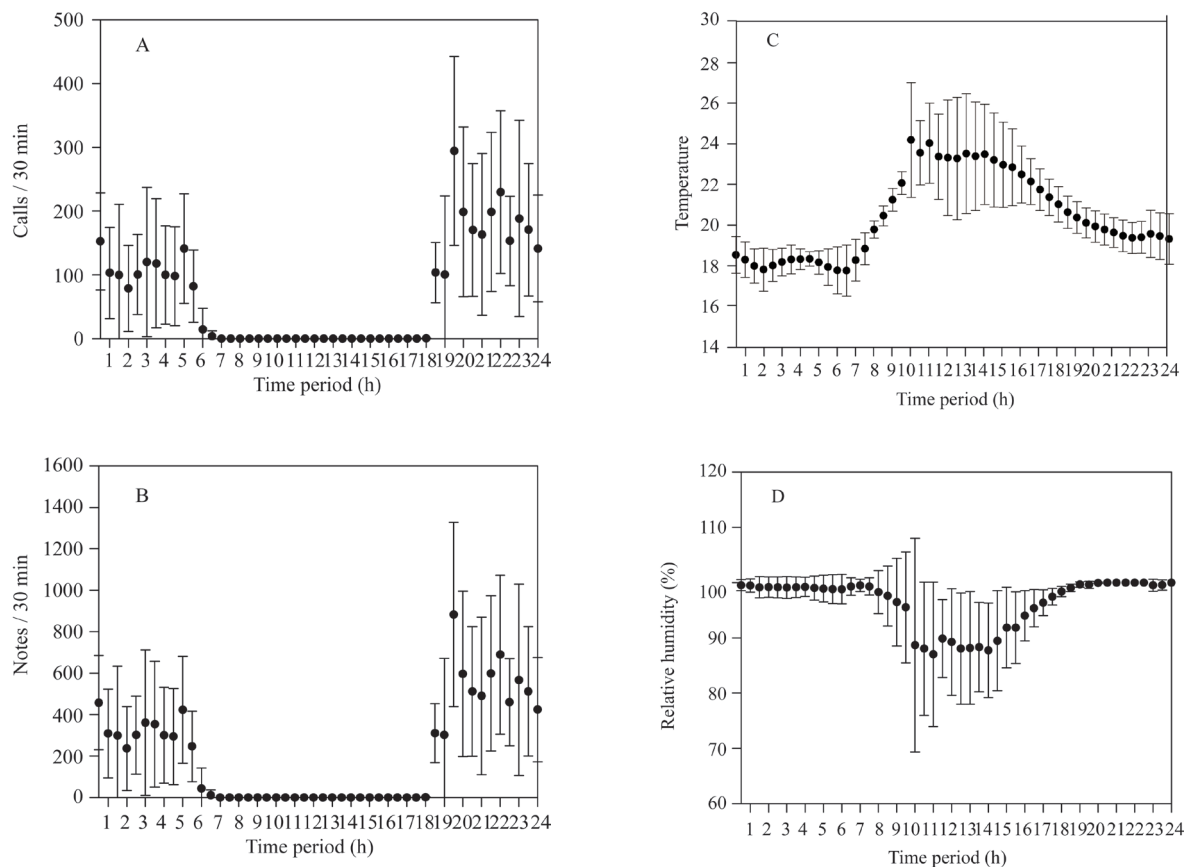 A
Calls / 30 min
500
400
300
200
100
0
1 2 3 4 5 6 7 8 9 10 11 12 13 14 15 16 17 18 19 20 21 22 23 24
Time period (h)
C
Temperature
30
28
26
24
22
20
18
16
14
1 2 3 4 5 6 7 8 9 10 11 12 13 14 15 16 17 18 19 20 21 22 23 24
Time period (h)
B
Notes / 30 min
1600
1400
1200
1000
800
600
400
200
0
1 2 3 4 5 6 7 8 9 10 11 12 13 14 15 16 17 18 19 20 21 22 23 24
Time period (h)
D
Relative humidity (%)
120
110
100
90
80
70
60
1 2 3 4 5 6 7 8 9 10 11 12 13 14 15 16 17 18 19 20 21 22 23 24
Time period (h)